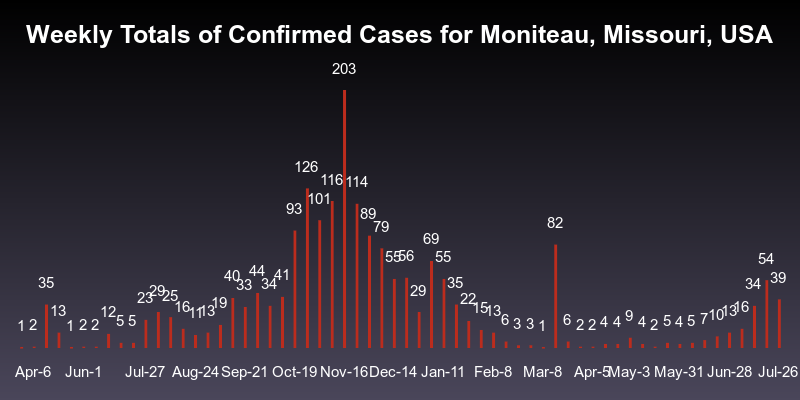 Weekly Totals of Confirmed Cases for Moniteau, Missouri, USA
203
126
116
114
101
93
89
82
79
69
55 56 55 54
40 33 44 34 41 35 34 39
35 23 29 25 29 22
13 12 16 11 13 19 15 13 9 7 10 13 16
1 2 1 2 2 5 5 6 3 3 1 6 2 2 4 4 4 2 5 4 5
Apr-6 Jun-1 Jul-27 Aug-24 Sep-21 Oct-19 Nov-16 Dec-14 Jan-11 Feb-8 Mar-8 Apr-5 May-3 May-31 Jun-28 Jul-26